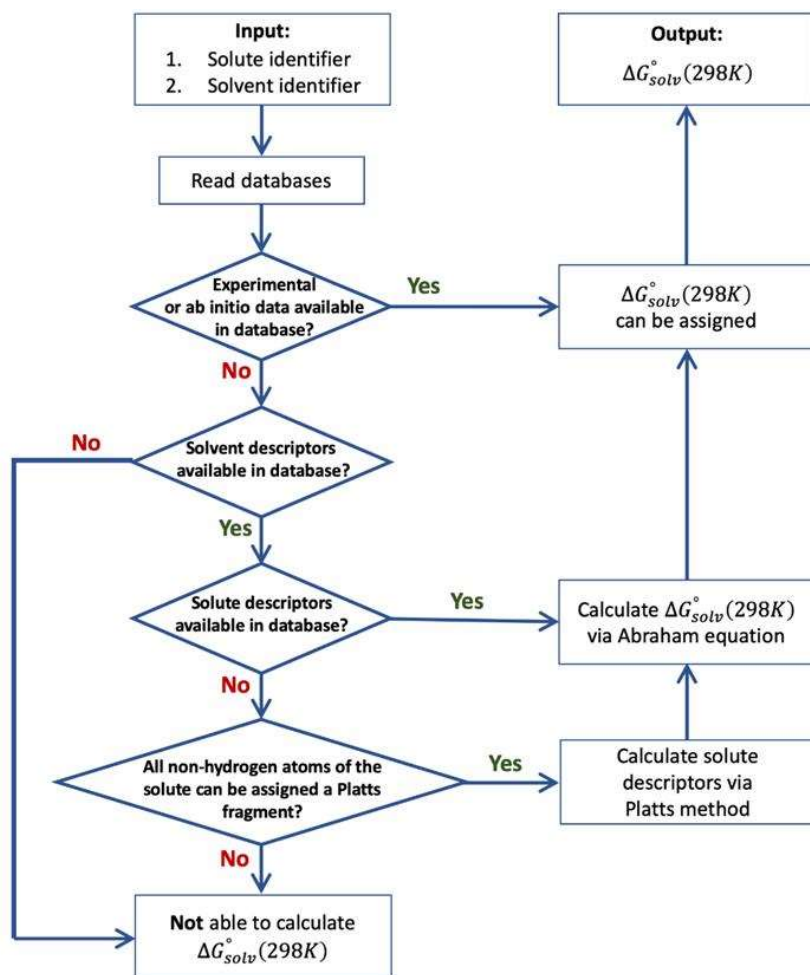 Input:
1. Solute identifier
2. Solvent identifier
Output:
ΔG°solv(298K)
Read databases
Experimental
or ab initio data available
in database?
Yes
ΔG°solv(298K)
can be assigned
No
No
Solvent descriptors
available in database?
Yes
Solute descriptors
available in database?
Yes
Calculate ΔG°solv(298K)
via Abraham equation
No
All non-hydrogen atoms of the
solute can be assigned a Platts
fragment?
Yes
Calculate solute
descriptors via
Platts method
No
Not able to calculate
ΔG°solv(298K)